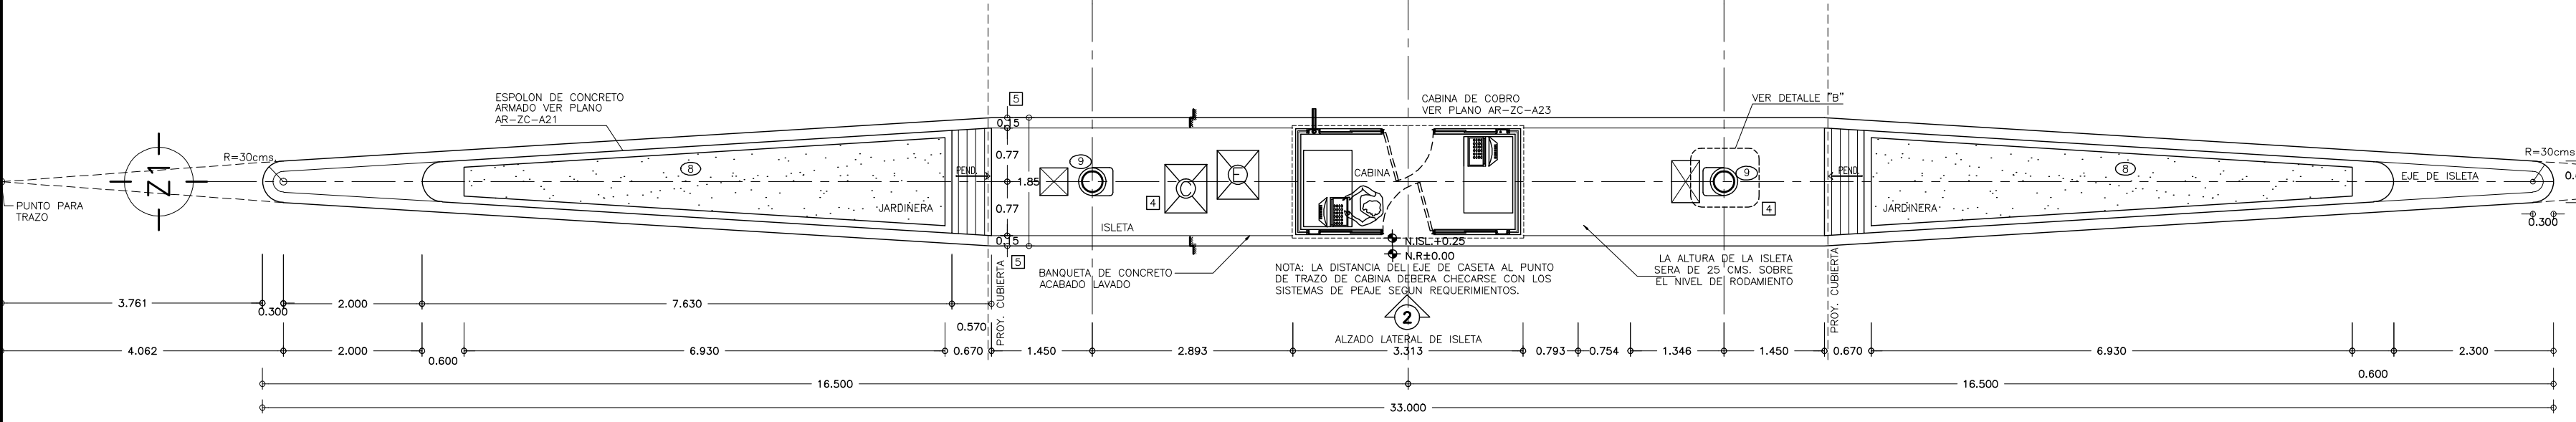 ESPOLON DE CONCRETO
ARMADO VER PLANO
AR-ZC-A21
5
CABINA DE COBRO
VER PLANO AR-ZC-A23
VER DETALLE "B"
0.15
R=30cms.
R=30cms
Z1
8
0.77
9
PEND.
1.85
C
E
CABINA
9
PEND.
8
EJE DE ISLETA
PUNTO PARA
TRAZO
JARDINERA
0.77
4
4
JARDINERA
0.300
ISLETA
0.15
5
N.ISL.+0.25
N.R±0.00
BANQUETA DE CONCRETO
ACABADO LAVADO
NOTA: LA DISTANCIA DEL EJE DE CASETA AL PUNTO
DE TRAZO DE CABINA DEBERA CHECARSE CON LOS
SISTEMAS DE PEAJE SEGUN REQUERIMIENTOS.
LA ALTURA DE LA ISLETA
SERA DE 25 CMS. SOBRE
EL NIVEL DE RODAMIENTO
PROY. CUBIERTA
PROY. CUBIERTA
3.761
0.300
2.000
7.630
0.570
2
ALZADO LATERAL DE ISLETA
4.062
2.000
0.600
6.930
0.670
1.450
2.893
3.313
0.793
0.754
1.346
1.450
0.670
6.930
0.600
2.300
16.500
16.500
33.000